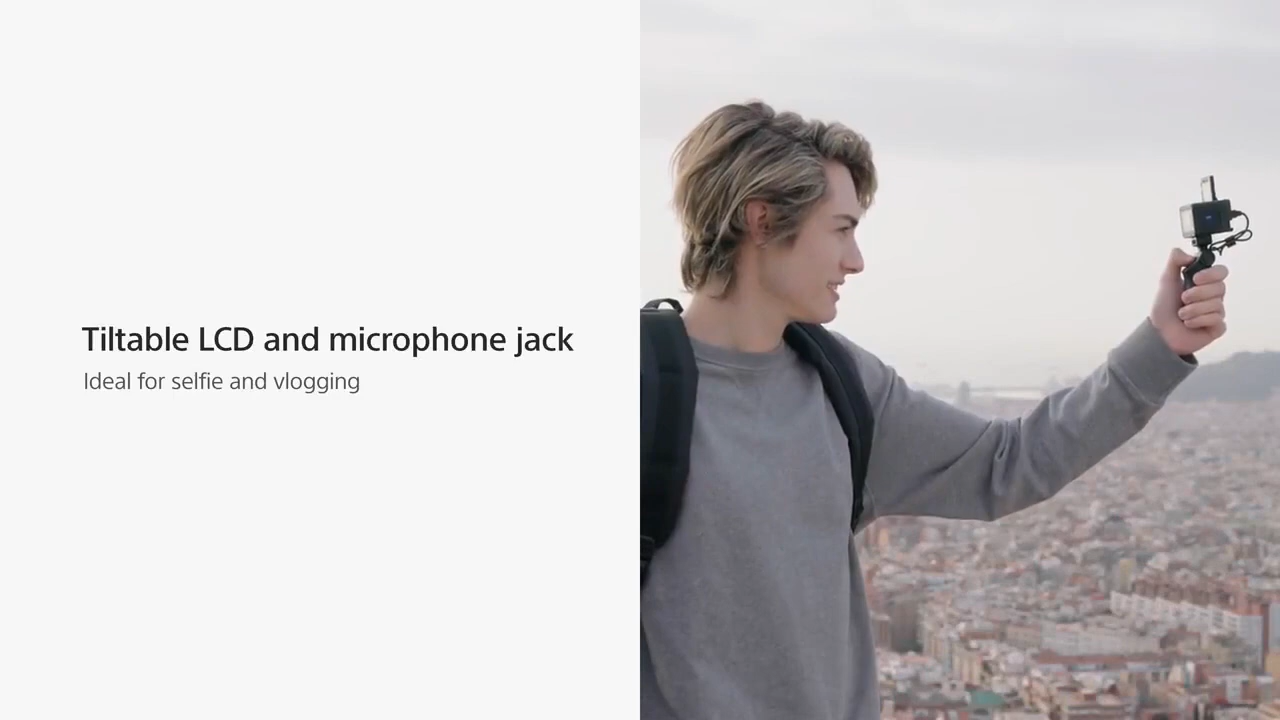 Tiltable LCD and microphone jack
Ideal for selfie and vlogging